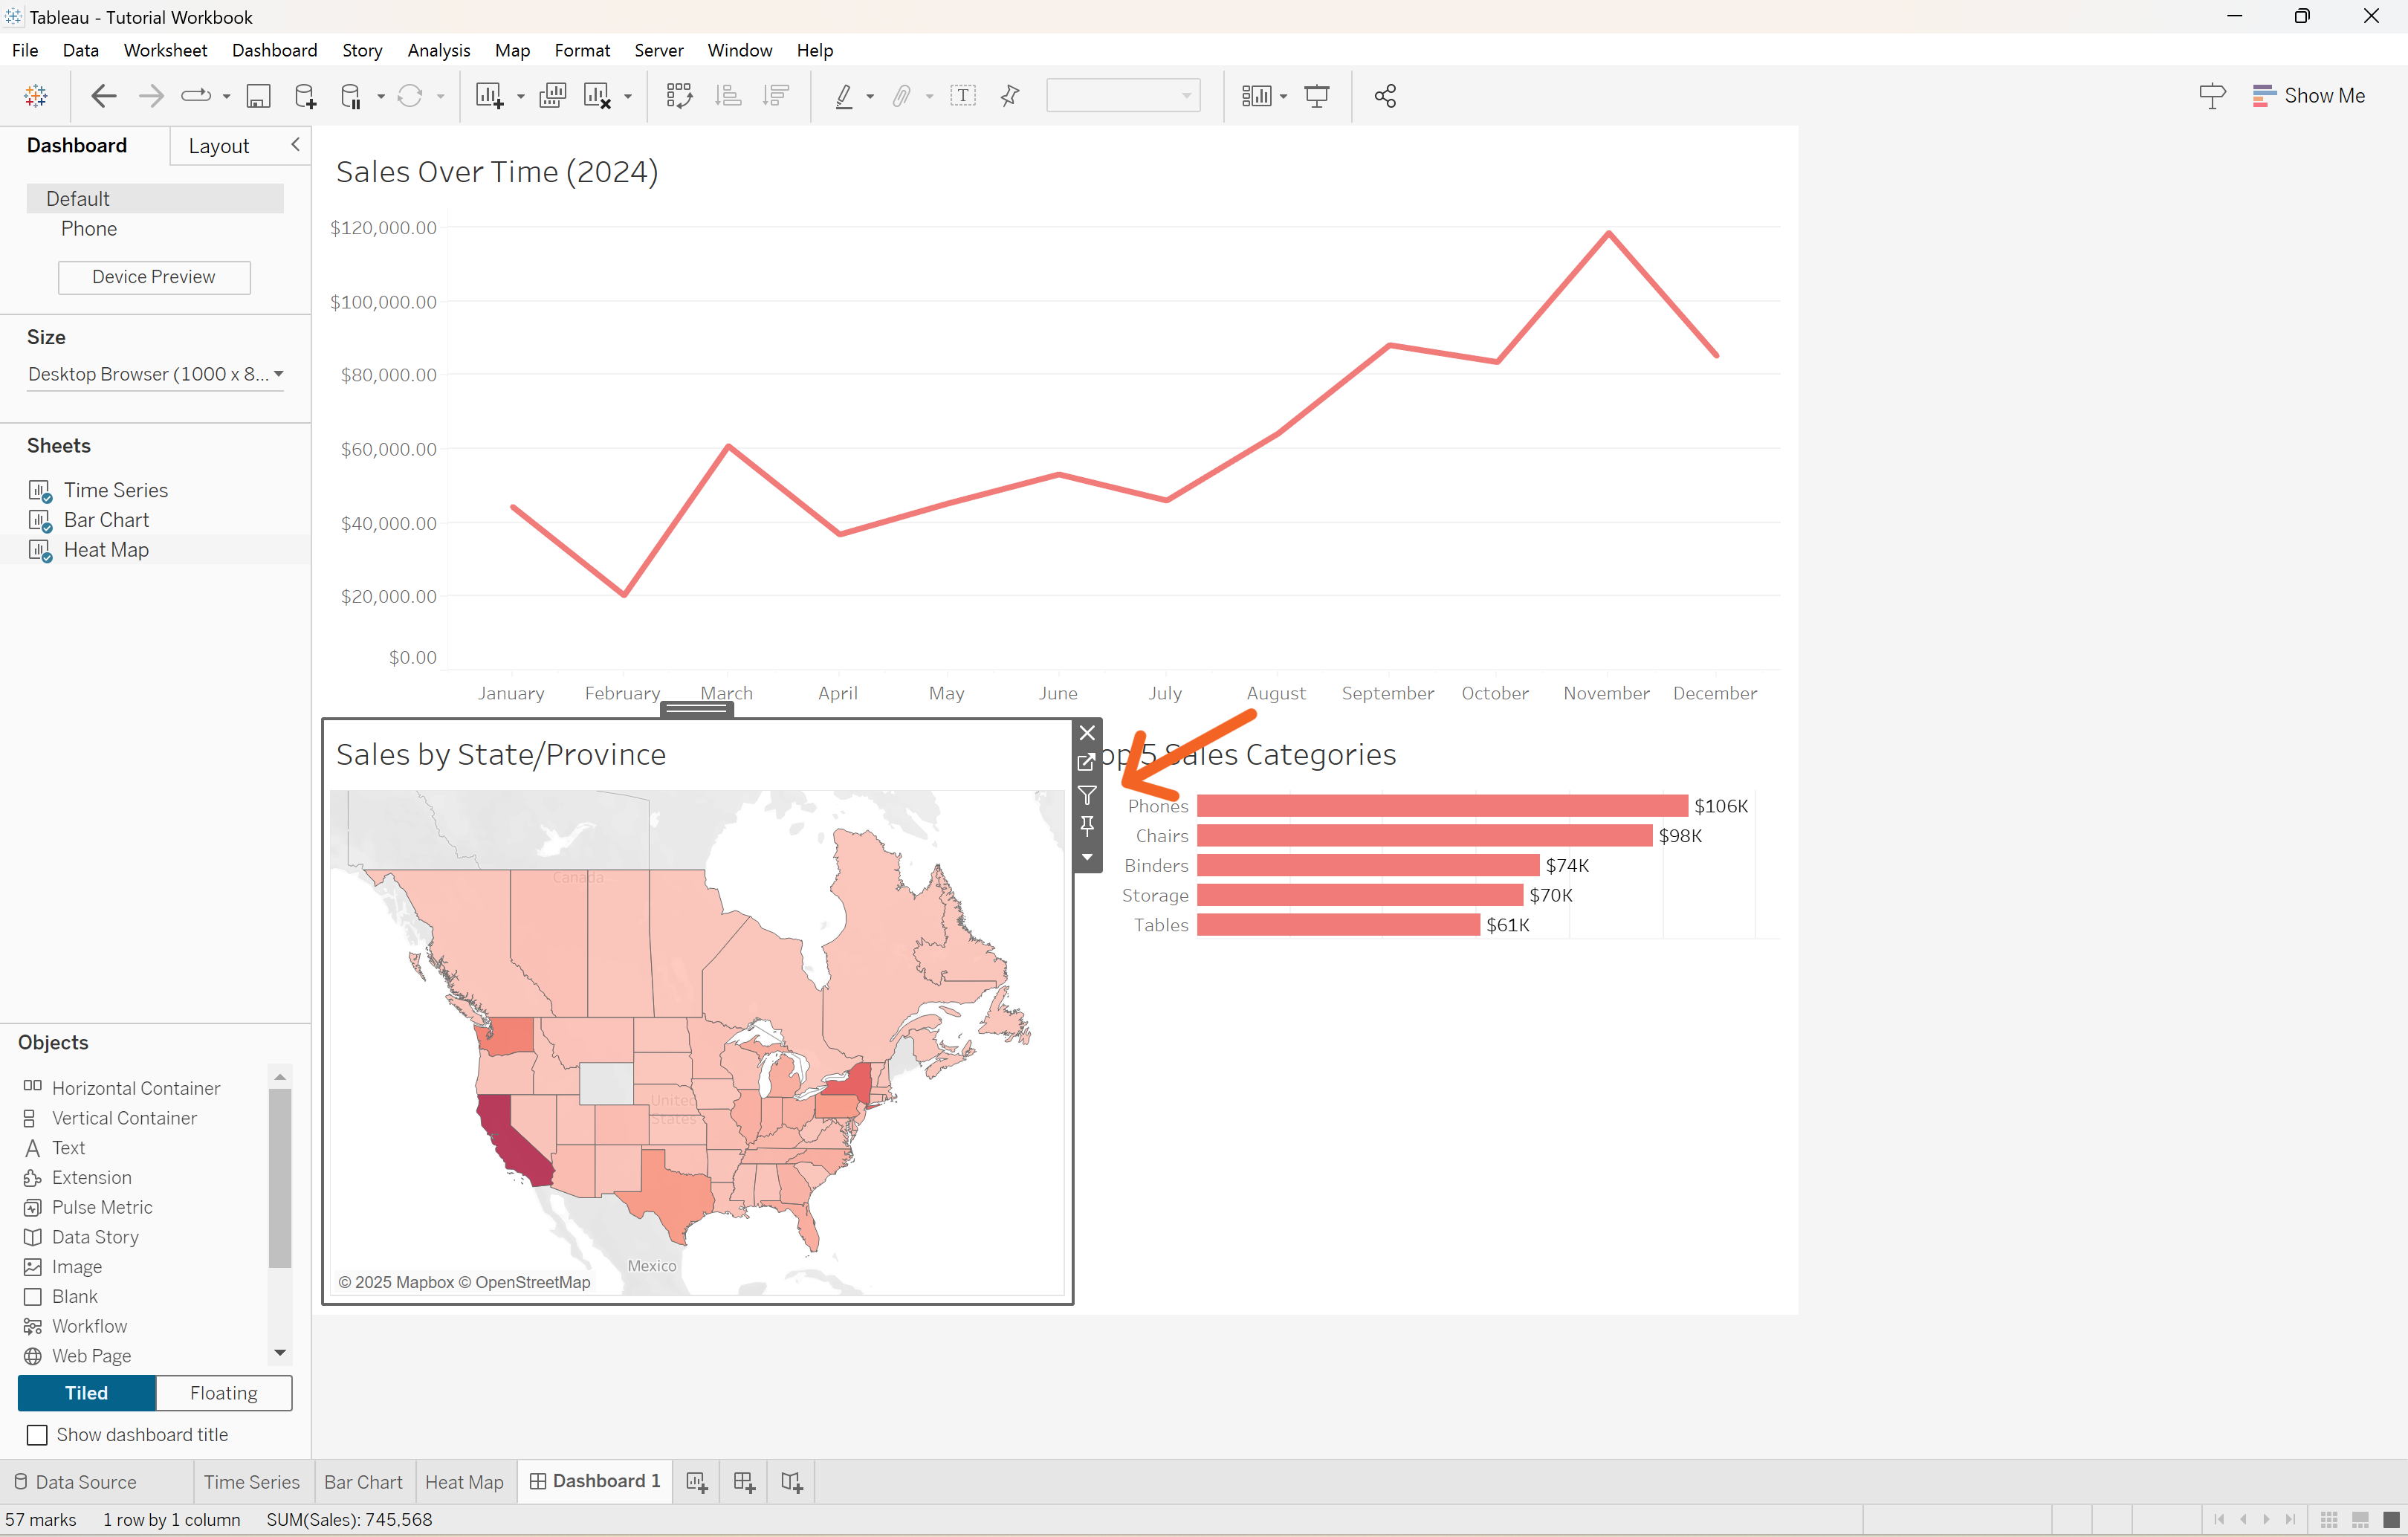 Tableau - Tutorial Workbook
File Data Worksheet Dashboard Story Analysis Map Format Server Window Help
Show Me
Dashboard Layout
Default
Phone
Device Preview
Size
Desktop Browser (1000 x 8...
Sheets
Time Series
Bar Chart
Heat Map
Objects
Horizontal Container
Vertical Container
Text
Extension
Pulse Metric
Data Story
Image
Blank
Workflow
Web Page
Tiled Floating
Show dashboard title
Sales Over Time (2024)
$120,000.00
$100,000.00
$80,000.00
$60,000.00
$40,000.00
$20,000.00
$0.00
January February March April May June July August September October November December
Sales by State/Province
Canada
United
States
Mexico
© 2025 Mapbox © OpenStreetMap
op 5 Sales Categories
Phones $106K
Chairs $98K
Binders $74K
Storage $70K
Tables $61K
Data Source Time Series Bar Chart Heat Map Dashboard 1
57 marks 1 row by 1 column SUM(Sales): 745,568